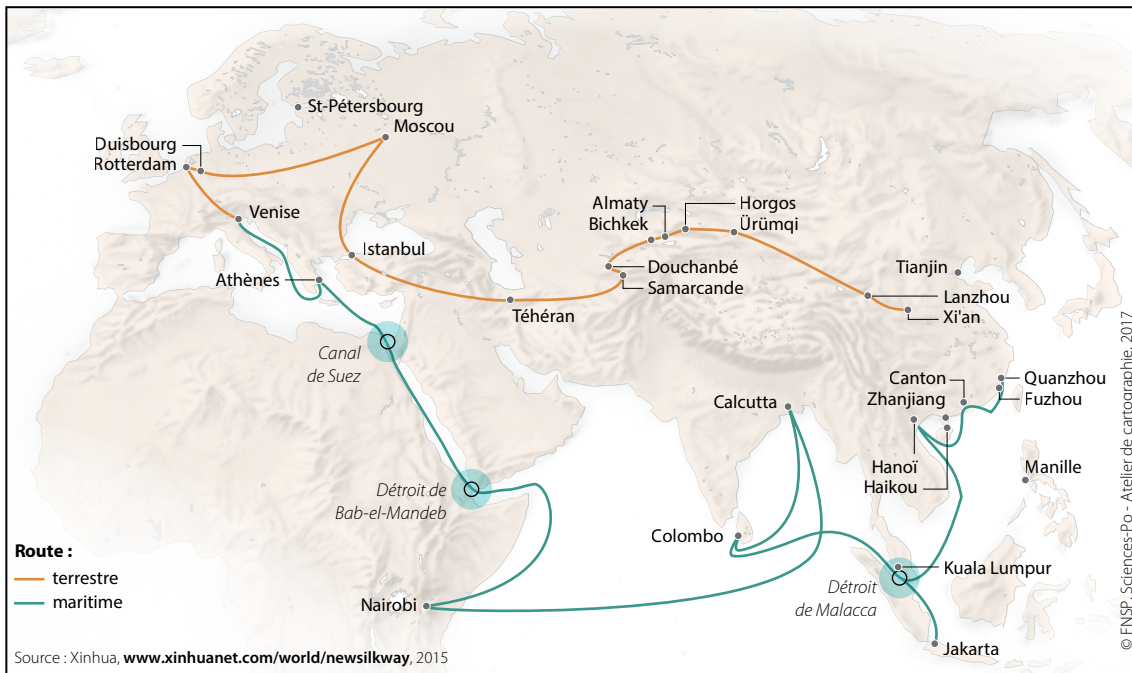 St-Pétersbourg
Moscou
Duisbourg
Rotterdam
Venise
Istanbul
Athènes
Téhéran
Almaty
Bichkek
Horgos
Ürümqi
Douchanbé
Samarcande
Tianjin
Lanzhou
Xi'an
Canal
de Suez
Calcutta
Canton
Zhanjiang
Quanzhou
Fuzhou
Hanoï
Haikou
Manille
Détroit de
Bab-el-Mandeb
Colombo
Kuala Lumpur
Détroit
de Malacca
Nairobi
Jakarta
Route :
terrestre
maritime
Source : Xinhua, www.xinhuanet.com/world/newsilkway, 2015
© FNSP. Sciences-Po - Atelier de cartographie, 2017